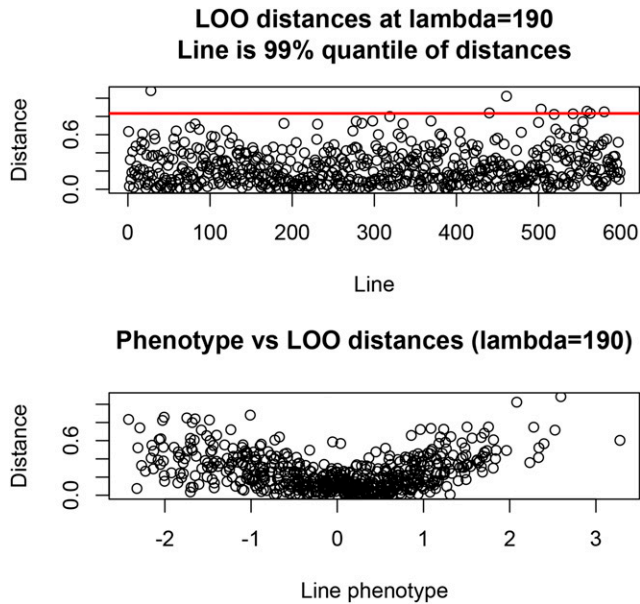 LOO distances at lambda=190
Line is 99% quantile of distances
Distance
0.0
0.6
0 100 200 300 400 500 600
Line
Phenotype vs LOO distances (lambda=190)
Distance
0.0
0.6
-2 -1 0 1 2 3
Line phenotype